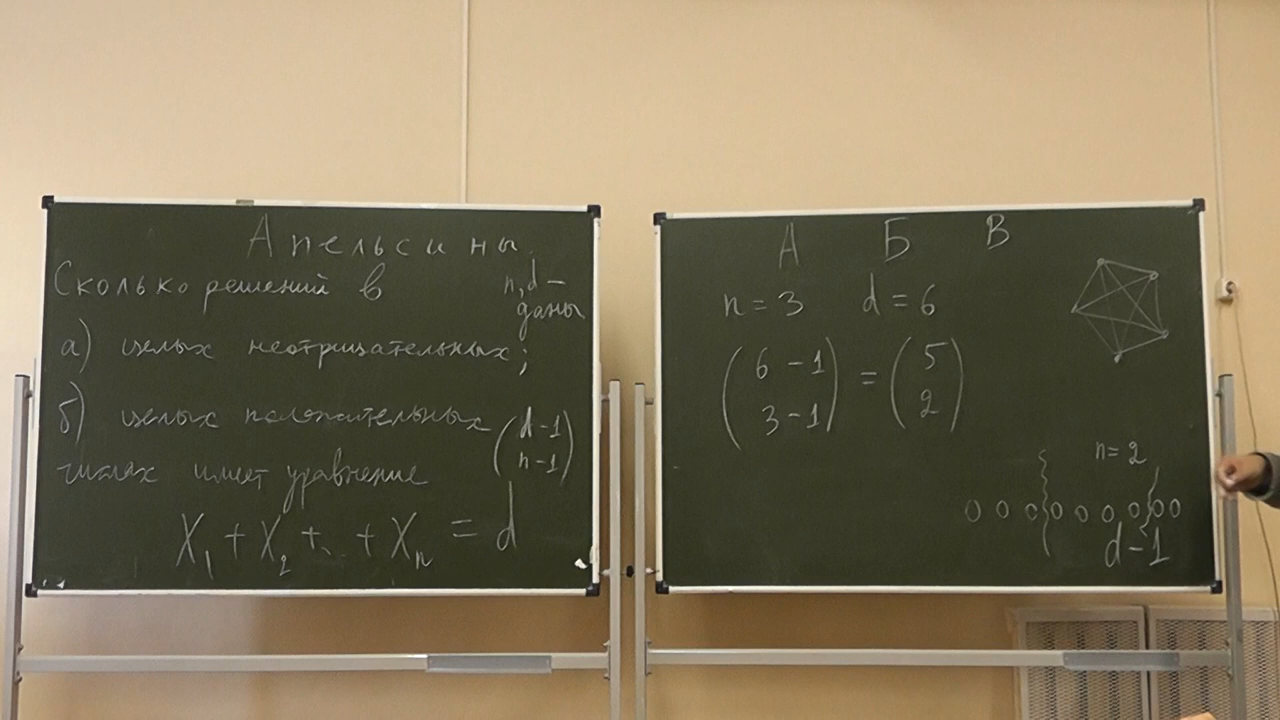 Апельсины.
Сколько решений в
n, d –
даны
а) целых неотрицательных;
б) целых положительных
(d-1
n-1)
числах имеет уравнение
X₁ + X₂ + ... + Xₙ = d
А Б В
n = 3 d = 6
(6 - 1
3 - 1) = (5
2)
n = 2
0 0 0 0 0 0 0 0 0
d - 1